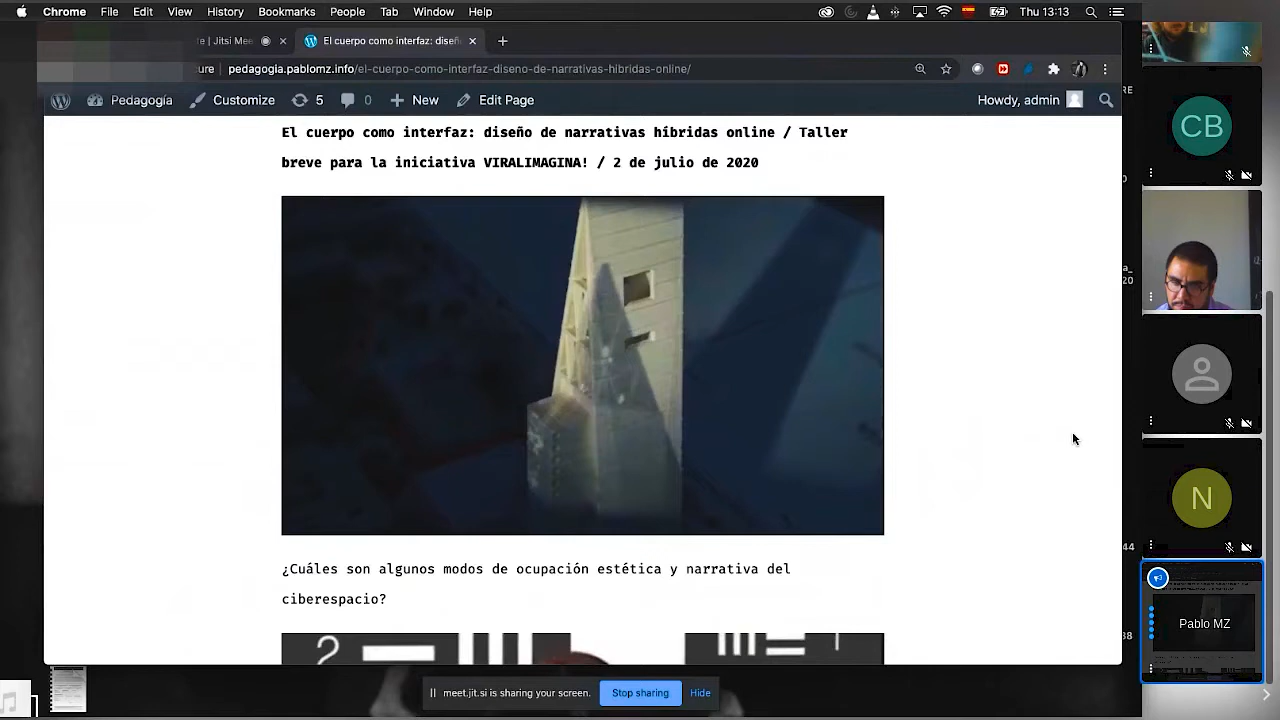 Chrome File Edit View History Bookmarks People Tab Window Help
Thu 13:13
| Jitsi Mee
El cuerpo como interfaz: diseñ
pedagogia.pablomz.info/el-cuerpo-como-interfaz-diseno-de-narrativas-hibridas-online/
Pedagogía Customize 5 0 New Edit Page
Howdy, admin
El cuerpo como interfaz: diseño de narrativas híbridas online / Taller
breve para la iniciativa VIRALIMAGINA! / 2 de julio de 2020
¿Cuáles son algunos modos de ocupación estética y narrativa del
ciberespacio?
meet.jit.si is sharing your screen.
Stop sharing
Hide
CB
N
Pablo MZ